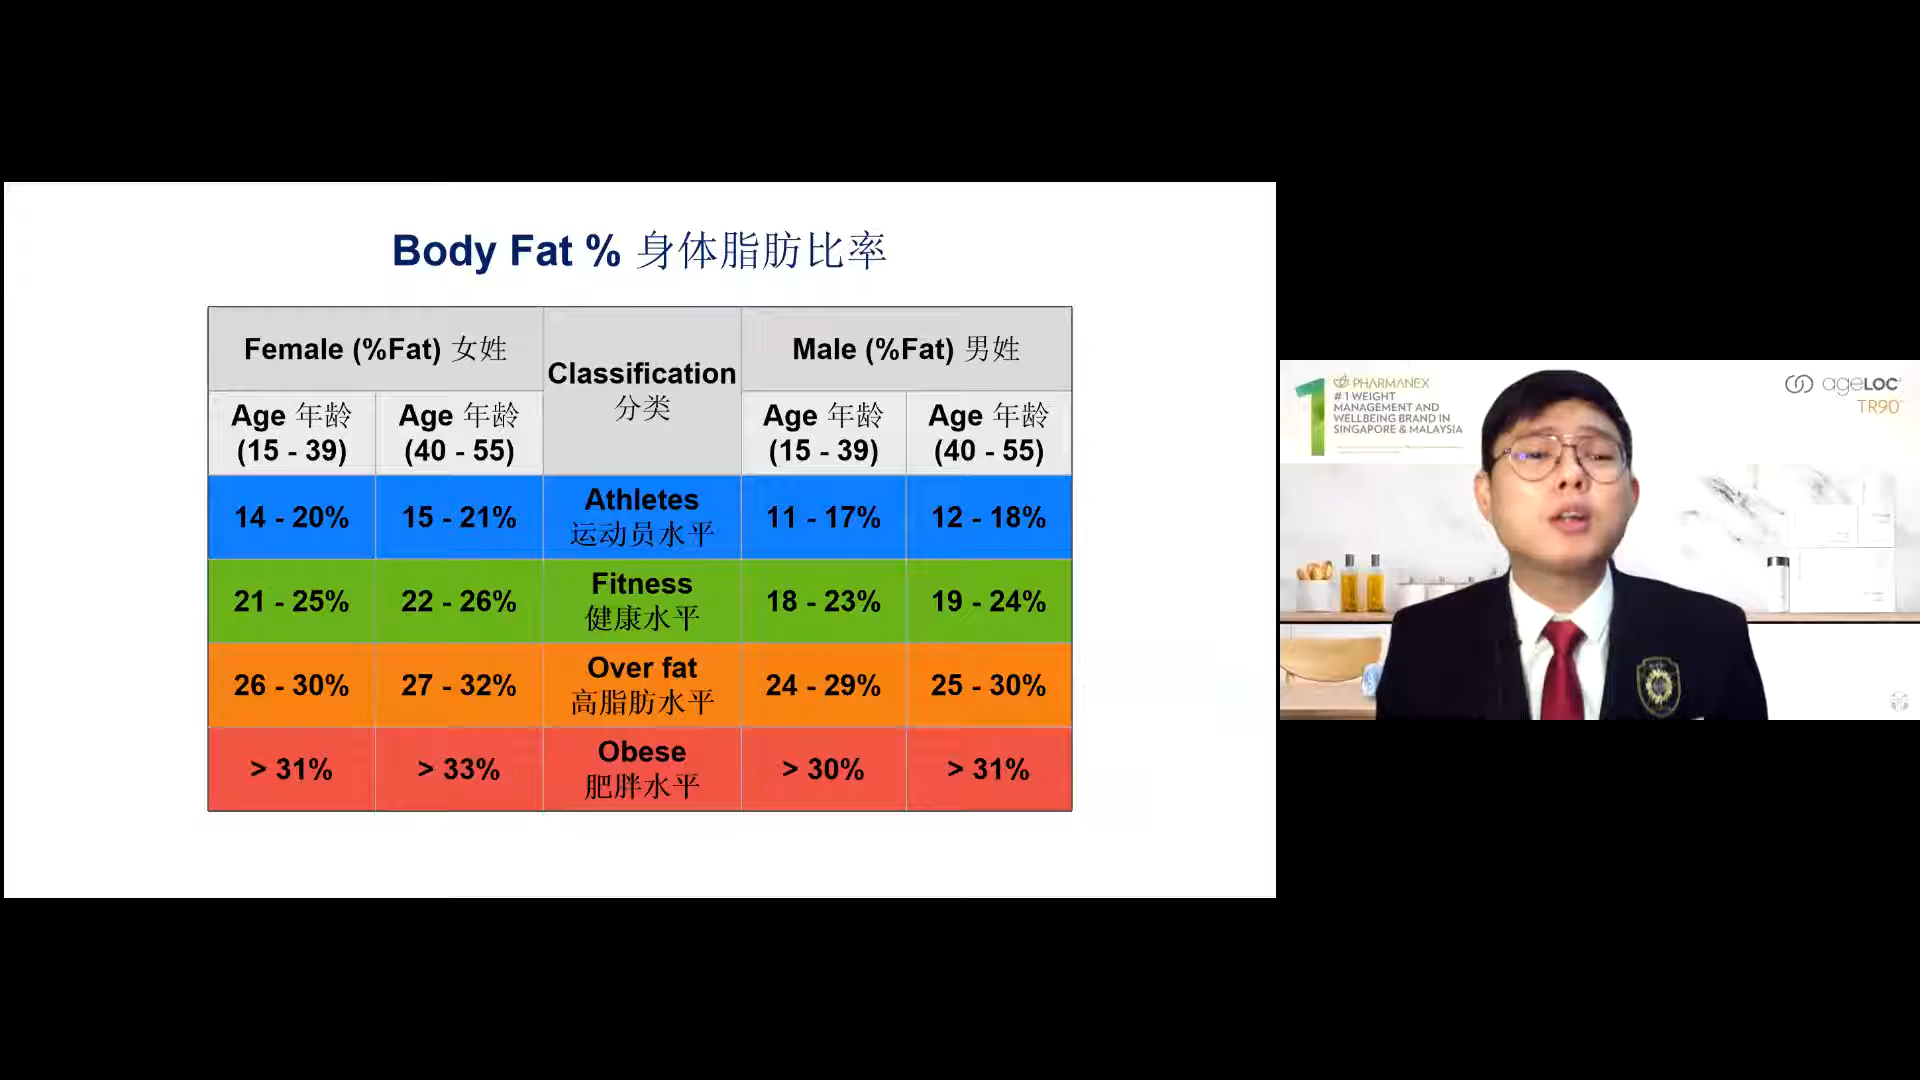 Body Fat % 身体脂肪比率
Female (%Fat) 女姓
Classification
分类
Male (%Fat) 男姓
Age 年龄
(15 - 39)
Age 年龄
(40 - 55)
Age 年龄
(15 - 39)
Age 年龄
(40 - 55)
14 - 20%
15 - 21%
Athletes
运动员水平
11 - 17%
12 - 18%
21 - 25%
22 - 26%
Fitness
健康水平
18 - 23%
19 - 24%
26 - 30%
27 - 32%
Over fat
高脂肪水平
24 - 29%
25 - 30%
> 31%
> 33%
Obese
肥胖水平
> 30%
> 31%
1
PHARMANEX
# 1 WEIGHT
MANAGEMENT AND
WELLBEING BRAND IN
SINGAPORE & MALAYSIA
ageLOC
TR90